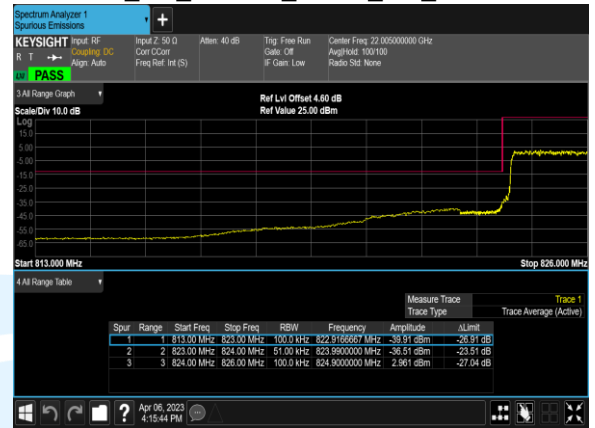 Spectrum Analyzer 1
Spurious Emissions
KEYSIGHT Input: RF Input Z: 50 Ω Atten: 40 dB Trig: Free Run Center Freq: 22.005000000 GHz
R T Coupling: DC Corr CCorr Gate: Off Avg|Hold: 100/100
Align: Auto Freq Ref: Int (S) IF Gain: Low Radio Std: None
PASS
3 All Range Graph
Ref Lvl Offset 4.60 dB
Scale/Div 10.0 dB Ref Value 25.00 dBm
Log
15.0
5.00
-5.00
-15.0
-25.0
-35.0
-45.0
-55.0
-65.0
Start 813.000 MHz Stop 826.000 MHz
4 All Range Table
Measure Trace Trace 1
Trace Type Trace Average (Active)
Spur Range Start Freq Stop Freq RBW Frequency Amplitude ΔLimit
1 1 813.00 MHz 823.00 MHz 100.0 kHz 822.9166667 MHz -39.91 dBm -26.91 dB
2 2 823.00 MHz 824.00 MHz 51.00 kHz 823.9900000 MHz -36.51 dBm -23.51 dB
3 3 824.00 MHz 826.00 MHz 100.0 kHz 824.9000000 MHz 2.961 dBm -27.04 dB
? Apr 06, 2023
4:15:44 PM